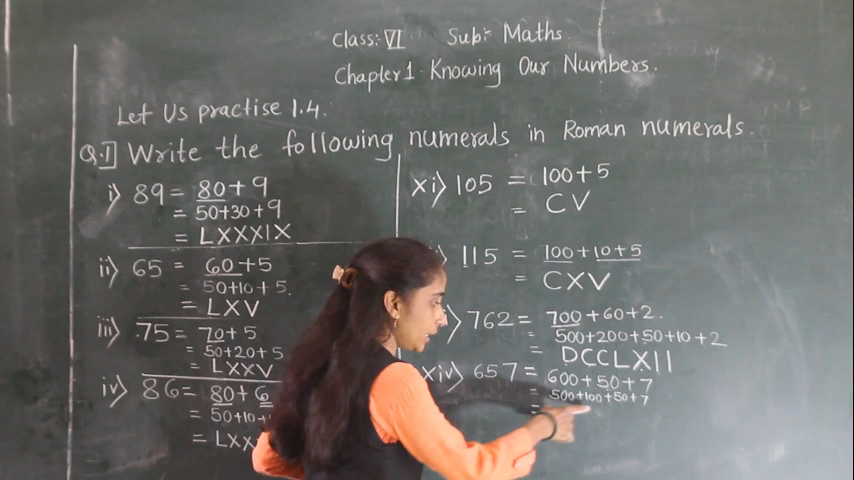 Class:- VI Sub:- Maths
Chapter 1. Knowing Our Numbers.
Let Us practise 1.4.
Q.1] Write the following numerals in Roman numerals.
i) 89 = 80+9
= 50+30+9
= LXXXIX
ii) 65 = 60+5
= 50+10+5.
= LXV
iii) 75 = 70+5
= 50+20+5
= LXXV
iv) 86 = 80+6
= 50+10+
= LXX
xi) 105 = 100+5
= CV
) 115 = 100+10+5
= CXV
) 762 = 700+60+2.
= 500+200+50+10+2
= DCCLXII
xiv) 657 = 600+50+7
= 500+100+50+7
=